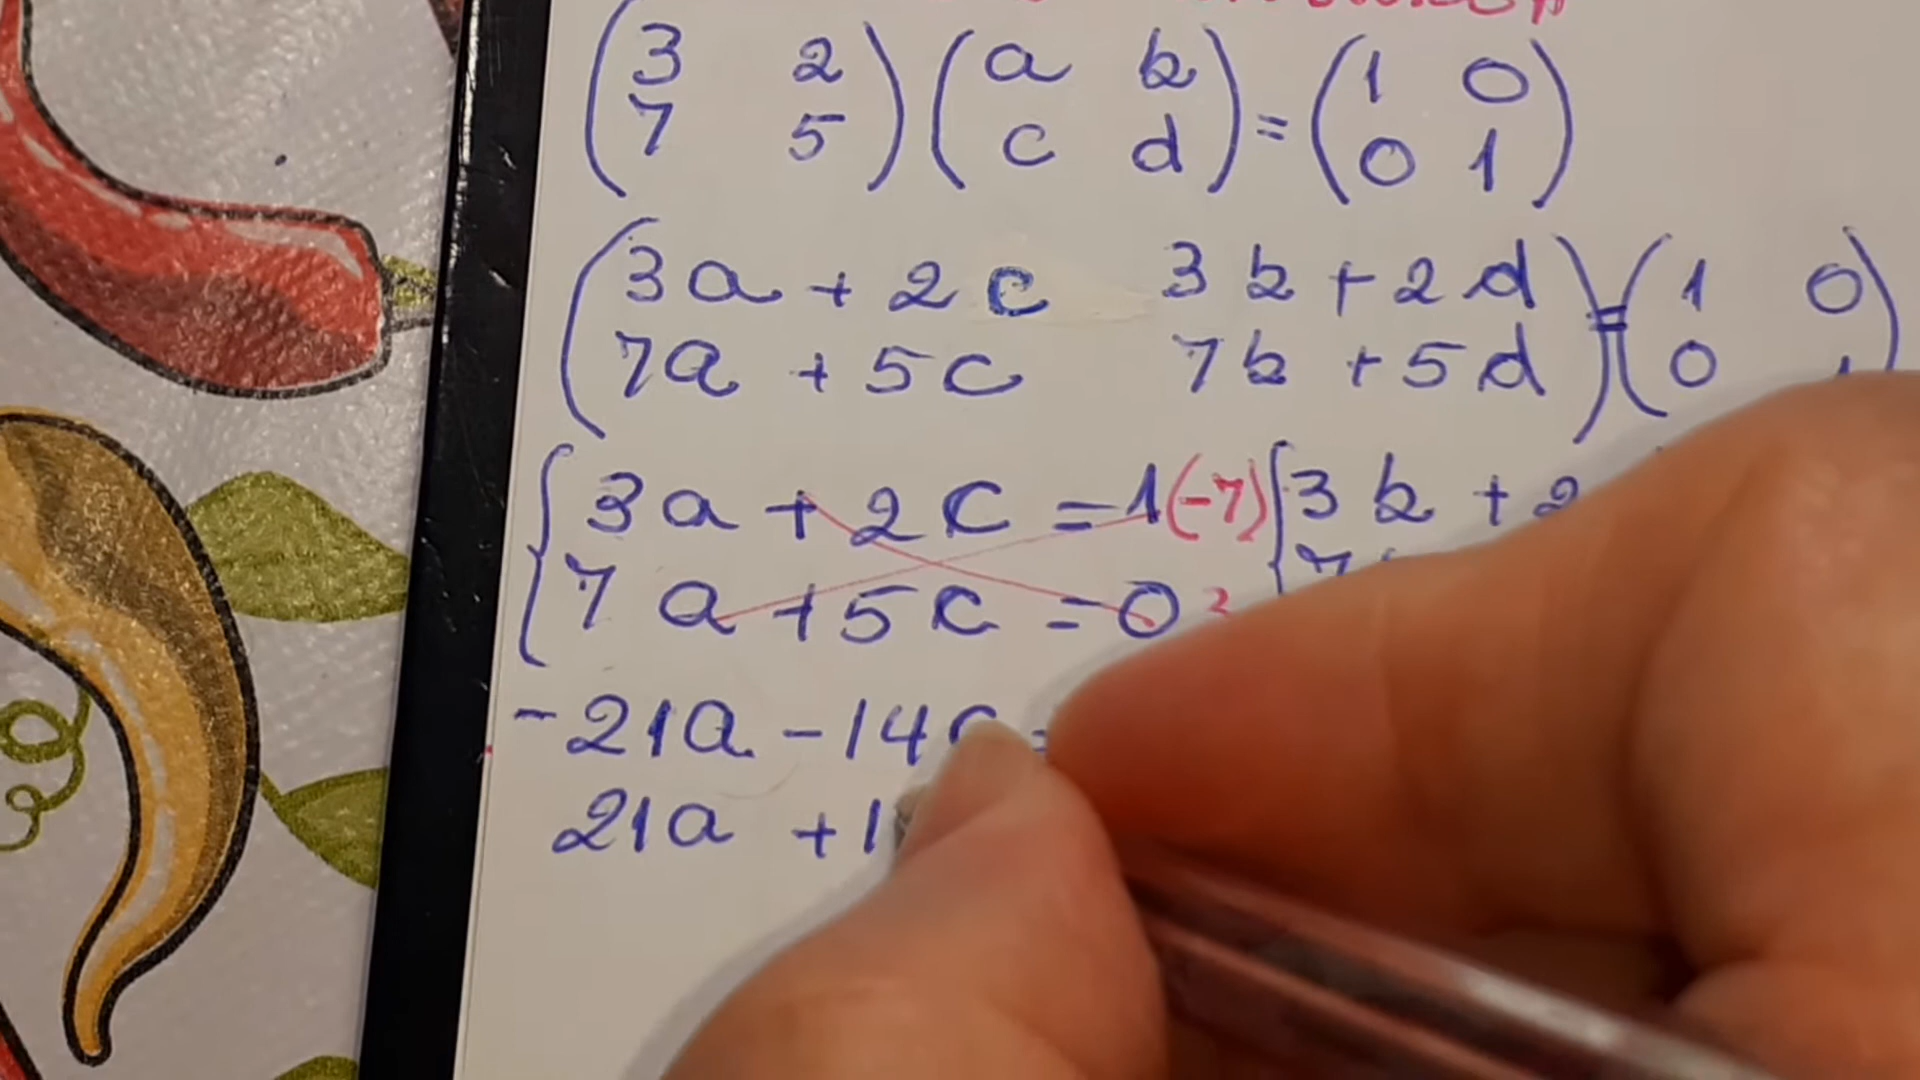 (3 2) (a b) = (1 0)
(7 5) (c d) (0 1)
(3a + 2c 3b + 2d) = (1 0)
(7a + 5c 7b + 5d) (0
{ 3a + 2c = 1 (-7) { 3b + 2
7a + 5c = 0
-21a - 14c =
21a + 1